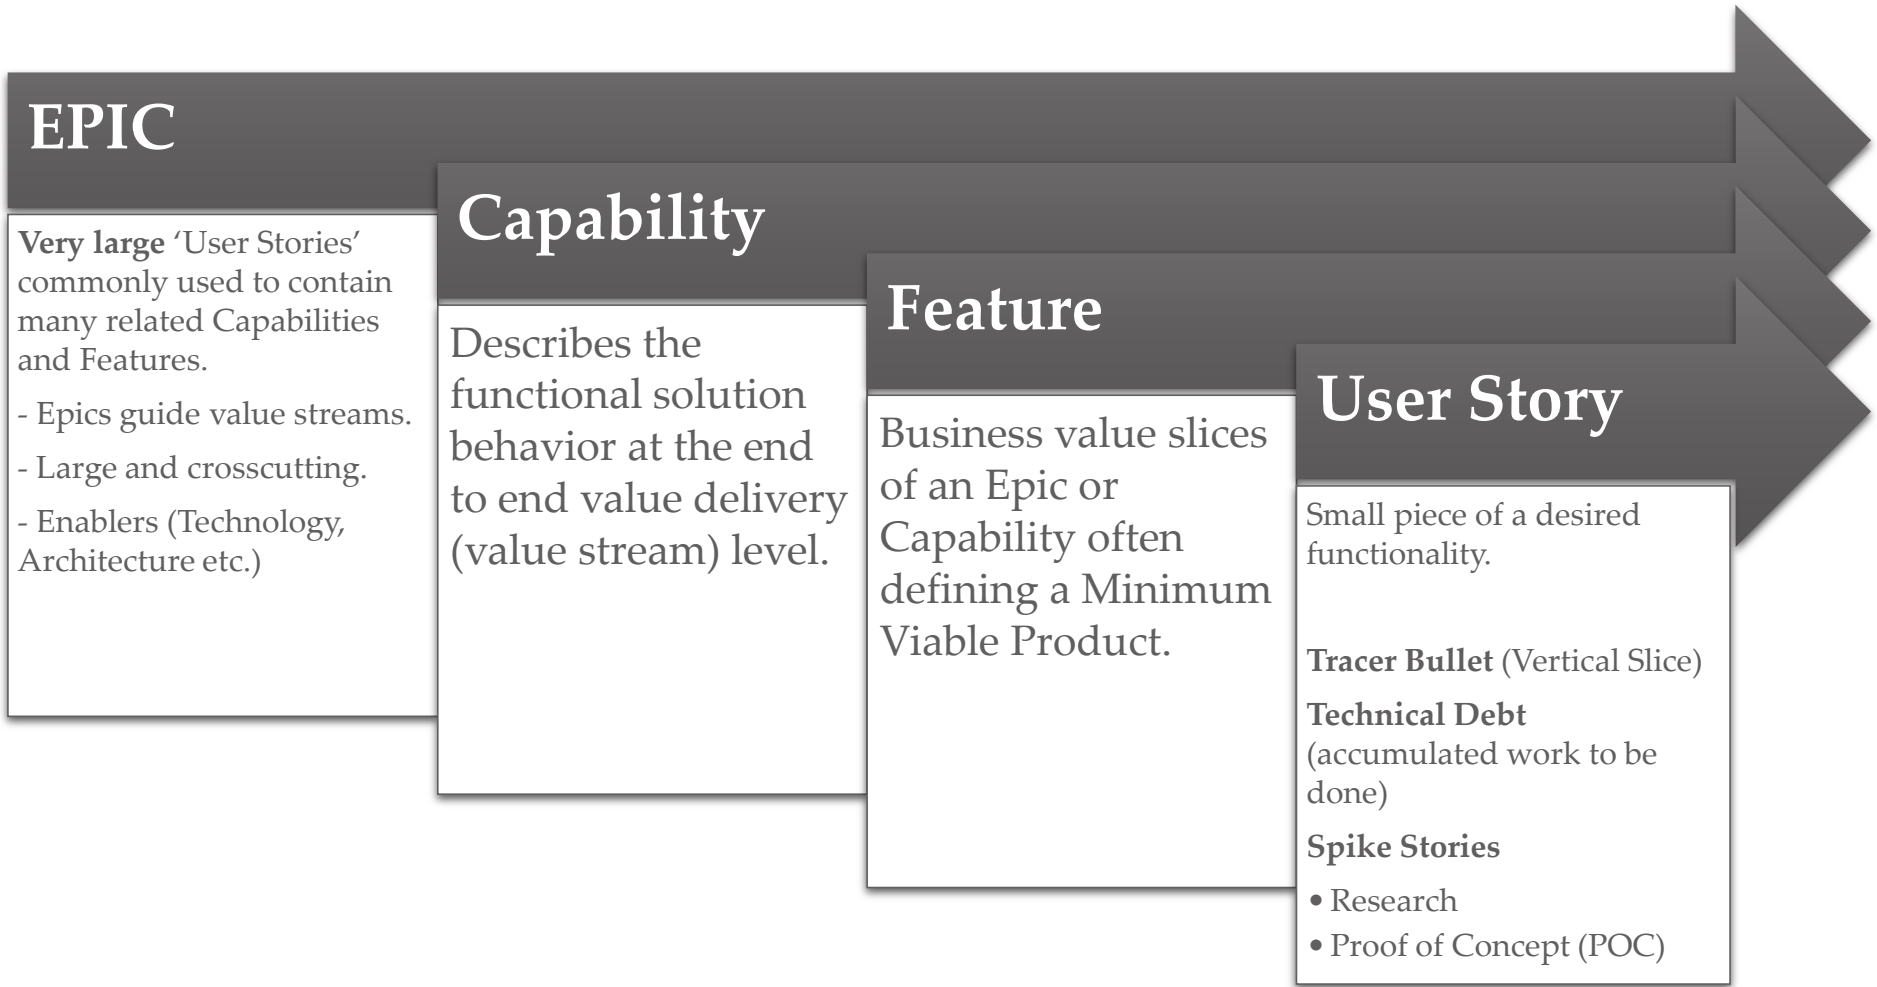 EPIC
Very large ‘User Stories’
commonly used to contain
many related Capabilities
and Features.
- Epics guide value streams.
- Large and crosscutting.
- Enablers (Technology,
Architecture etc.)
Capability
Describes the
functional solution
behavior at the end
to end value delivery
(value stream) level.
Feature
Business value slices
of an Epic or
Capability often
defining a Minimum
Viable Product.
User Story
Small piece of a desired
functionality.
Tracer Bullet (Vertical Slice)
Technical Debt
(accumulated work to be
done)
Spike Stories
• Research
• Proof of Concept (POC)